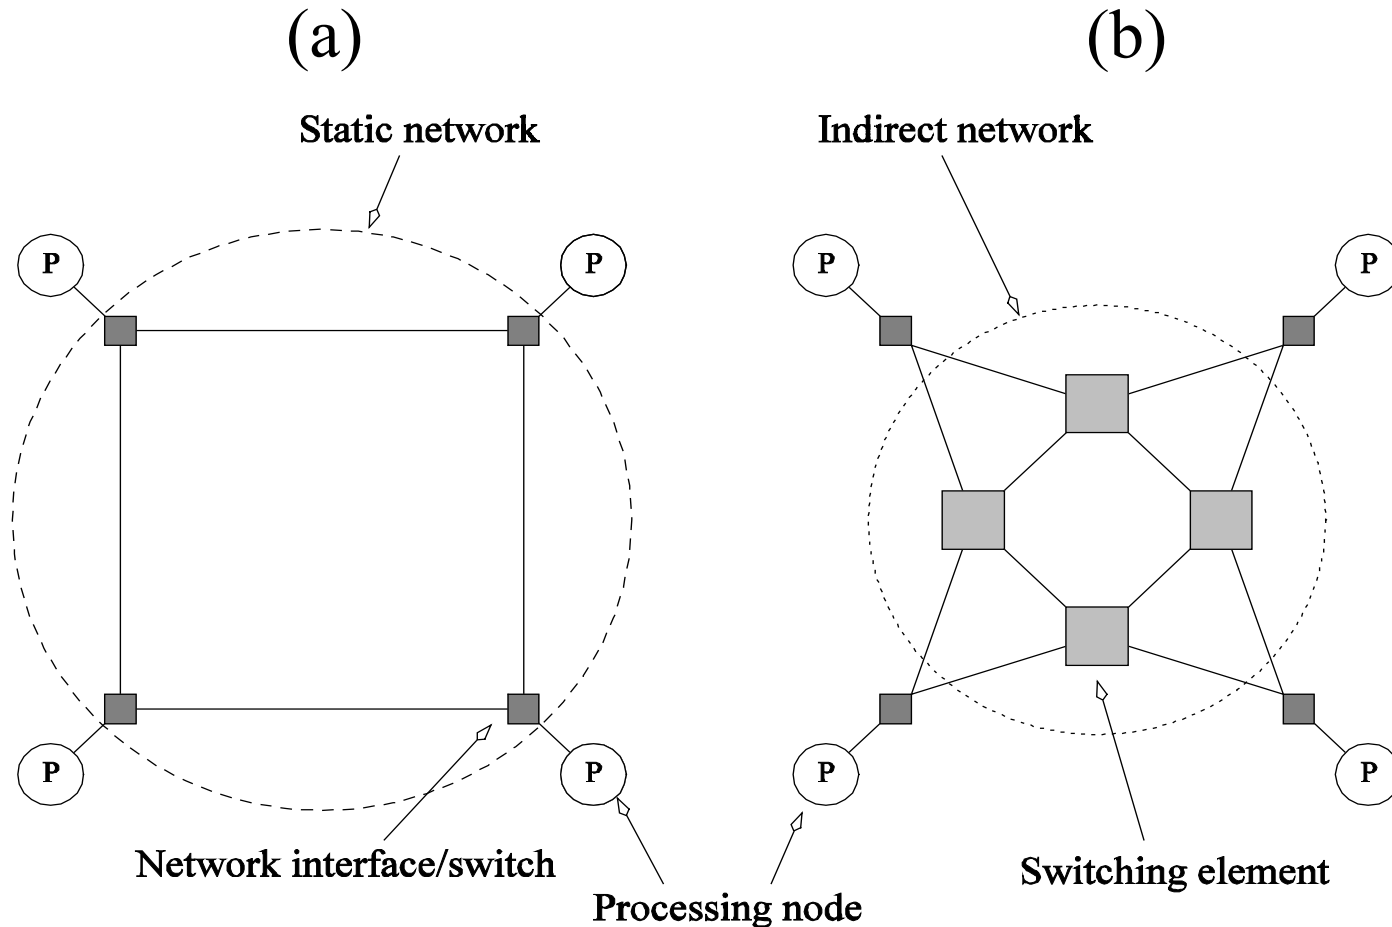 (a)
(b)
Static network
Indirect network
P
P
P
P
P
P
P
P
Network interface/switch
Switching element
Processing node